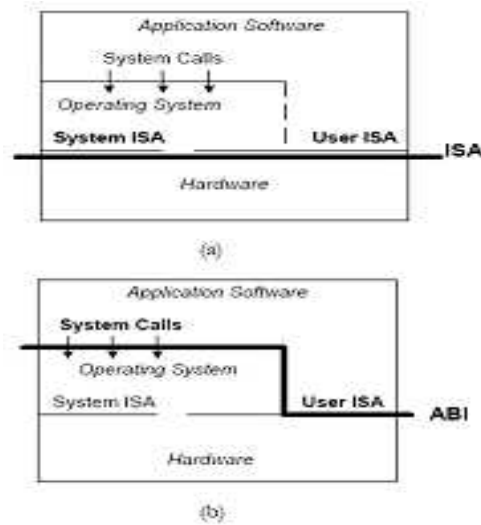 Application Software
System Calls
Operating System
System ISA User ISA
ISA
Hardware
(a)
Application Software
System Calls
Operating System
System ISA User ISA
ABI
Hardware
(b)